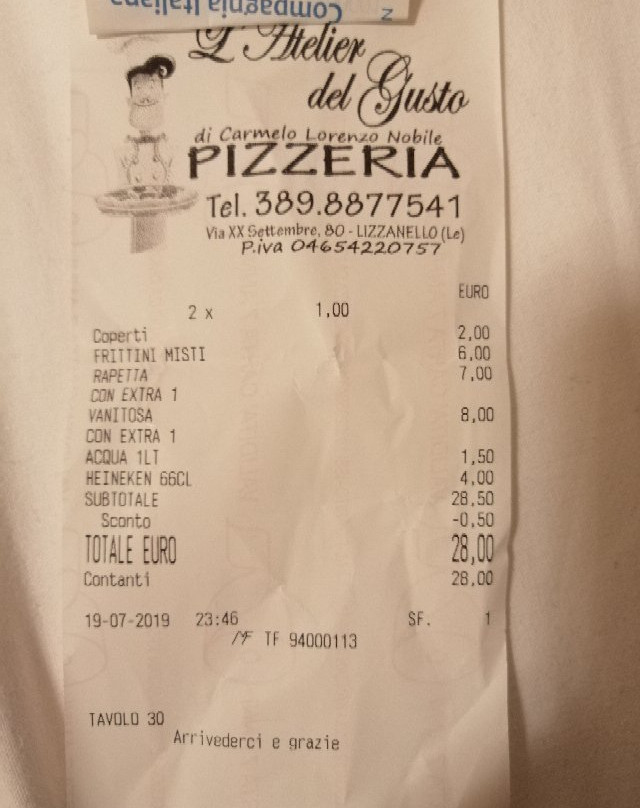 Compagnia Italiana
N
L'Atelier
del Gusto
di Carmelo Lorenzo Nobile
PIZZERIA
Tel. 389.8877541
Via XX Settembre, 80 - LIZZANELLO (Le)
P.iva 04654220757
EURO
2 x 1,00
Coperti 2,00
FRITTINI MISTI 6,00
RAPETTA 7,00
CON EXTRA 1
VANITOSA 8,00
CON EXTRA 1
ACQUA 1LT 1,50
HEINEKEN 66CL 4,00
SUBTOTALE 28,50
Sconto -0,50
TOTALE EURO 28,00
Contanti 28,00
19-07-2019 23:46 SF. 1
MF TF 94000113
TAVOLO 30
Arrivederci e grazie